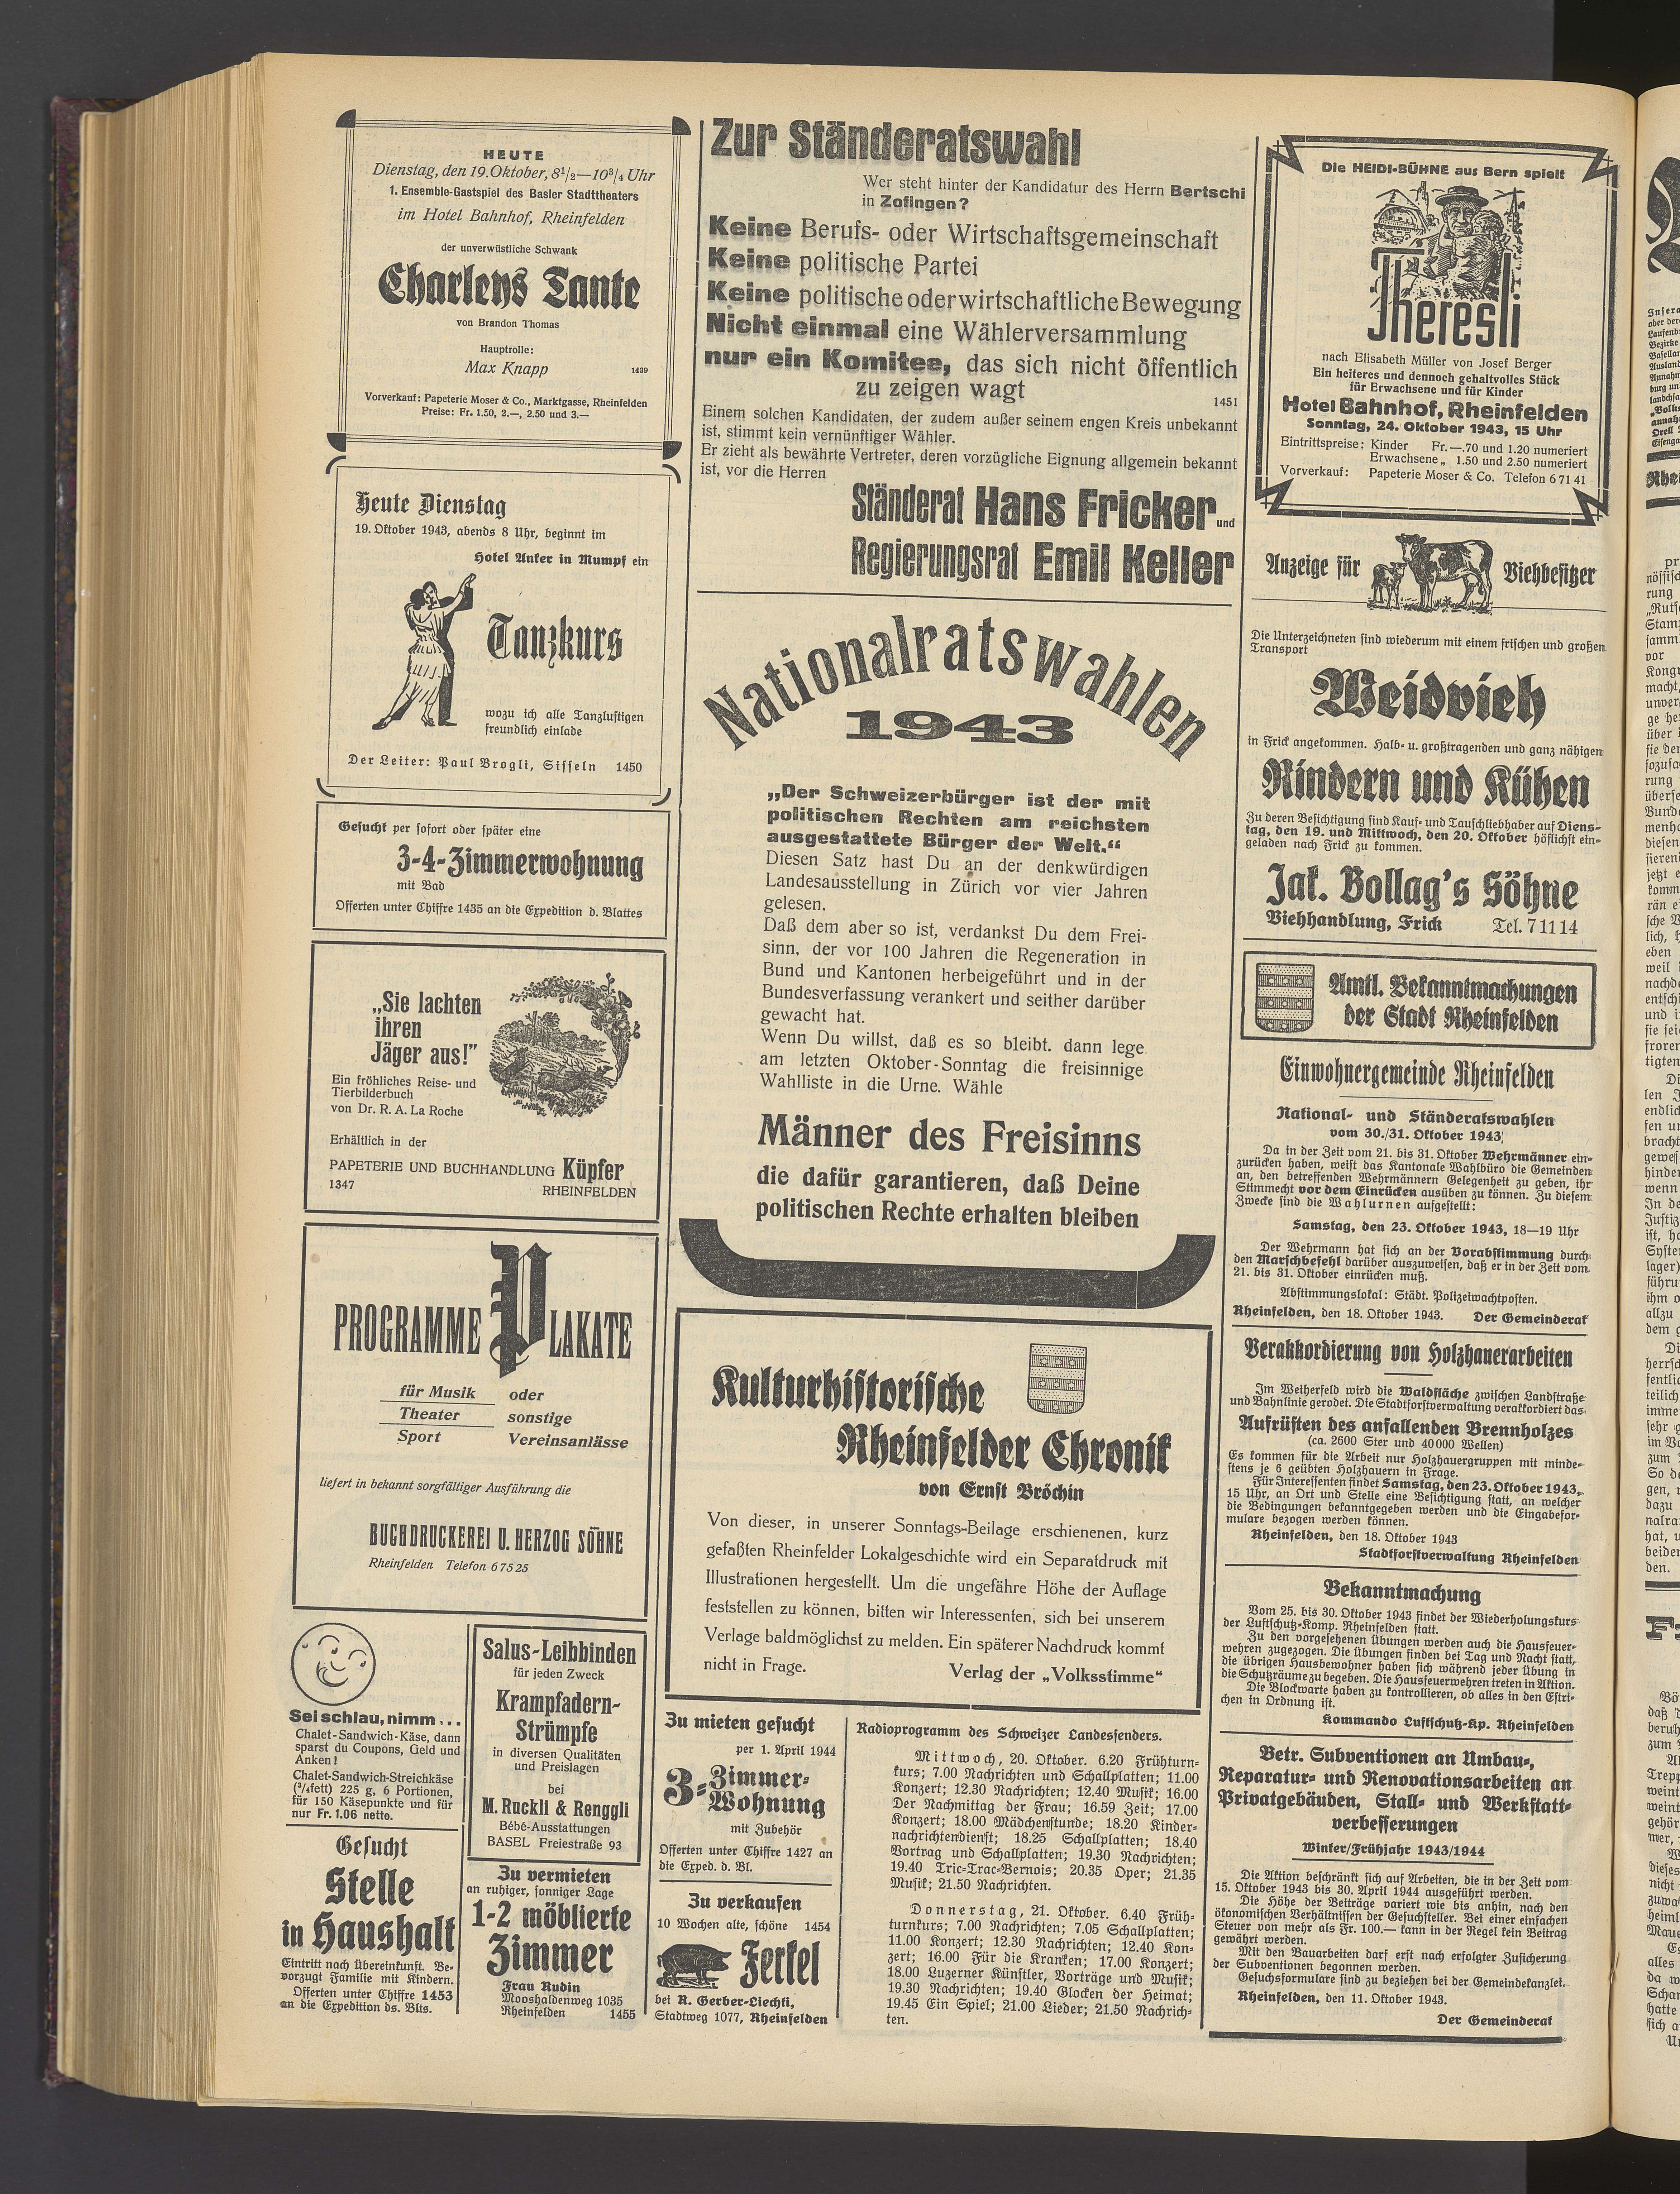 HEUTE
Dienstag, den 19. Oktober, 8¹/₂—10³/₄ Uhr
1. Ensemble-Gastspiel des Basler Stadttheaters
im Hotel Bahnhof, Rheinfelden
der unverwüstliche Schwank
Charleys Tante
von Brandon Thomas
Hauptrolle:
Max Knapp 1439
Vorverkauf: Papeterie Moser & Co., Marktgasse, Rheinfelden
Preise: Fr. 1.50, 2.—, 2.50 und 3.—
Heute Dienstag
19. Oktober 1943, abends 8 Uhr, beginnt im
Hotel Anker in Mumpf ein
Tanzkurs
wozu ich alle Tanzlustigen
freundlich einlade
Der Leiter: Paul Brogli, Sisseln 1450
Gesucht per sofort oder später eine
3-4-Zimmerwohnung
mit Bad
Offerten unter Chiffre 1435 an die Expedition d. Blattes
„Sie lachten
ihren
Jäger aus!”
Ein fröhliches Reise- und
Tierbilderbuch
von Dr. R. A. La Roche
Erhältlich in der
PAPETERIE UND BUCHHANDLUNG Küpfer
1347 RHEINFELDEN
PROGRAMME PLAKATE
für Musik oder
Theater sonstige
Sport Vereinsanlässe
liefert in bekannt sorgfältiger Ausführung die
BUCHDRUCKEREI U. HERZOG SÖHNE
Rheinfelden Telefon 6 75 25
Sei schlau, nimm ...
Chalet-Sandwich-Käse, dann
sparst du Coupons, Geld und
Anken!
Chalet-Sandwich-Streichkäse
(³/₄fett) 225 g, 6 Portionen,
für 150 Käsepunkte und für
nur Fr. 1.06 netto.
Gesucht
Stelle
in Haushalt
Eintritt nach Übereinkunft. Be-
vorzugt Familie mit Kindern.
Offerten unter Chiffre 1453
an die Expedition ds. Blts.
Salus-Leibbinden
für jeden Zweck
Krampfadern-
Strümpfe
in diversen Qualitäten
und Preislagen
bei
M. Ruckli & Renggli
Bébé-Ausstattungen
BASEL Freiestraße 93
Zu vermieten
an ruhiger, sonniger Lage
1-2 möblierte
Zimmer
Frau Rudin
Mooshaldenweg 1035
Rheinfelden 1455
Zur Ständeratswahl
Wer steht hinter der Kandidatur des Herrn Bertschi
in Zofingen?
Keine Berufs- oder Wirtschaftsgemeinschaft
Keine politische Partei
Keine politische oder wirtschaftliche Bewegung
Nicht einmal eine Wählerversammlung
nur ein Komitee, das sich nicht öffentlich
zu zeigen wagt
1451
Einem solchen Kandidaten, der zudem außer seinem engen Kreis unbekannt
ist, stimmt kein vernünftiger Wähler.
Er zieht als bewährte Vertreter, deren vorzügliche Eignung allgemein bekannt
ist, vor die Herren
Ständerat Hans Fricker und
Regierungsrat Emil Keller
Nationalratswahlen
1943
„Der Schweizerbürger ist der mit
politischen Rechten am reichsten
ausgestattete Bürger der Welt.“
Diesen Satz hast Du an der denkwürdigen
Landesausstellung in Zürich vor vier Jahren
gelesen.
Daß dem aber so ist, verdankst Du dem Frei-
sinn, der vor 100 Jahren die Regeneration in
Bund und Kantonen herbeigeführt und in der
Bundesverfassung verankert und seither darüber
gewacht hat.
Wenn Du willst, daß es so bleibt. dann lege
am letzten Oktober-Sonntag die freisinnige
Wahlliste in die Urne. Wähle
Männer des Freisinns
die dafür garantieren, daß Deine
politischen Rechte erhalten bleiben
Kulturhistorische
Rheinfelder Chronik
von Ernst Bröchin
Von dieser, in unserer Sonntags-Beilage erschienenen, kurz
gefaßten Rheinfelder Lokalgeschichte wird ein Separatdruck mit
Illustrationen hergestellt. Um die ungefähre Höhe der Auflage
feststellen zu können, bitten wir Interessenten, sich bei unserem
Verlage baldmöglichst zu melden. Ein späterer Nachdruck kommt
nicht in Frage. Verlag der „Volksstimme“
Zu mieten gesucht
per 1. April 1944
3-Zimmer-
Wohnung
mit Zubehör
Offerten unter Chiffre 1427 an
die Exped. d. Bl.
Zu verkaufen
10 Wochen alte, schöne 1454
Ferkel
bei R. Gerber-Liechti,
Stadtweg 1077, Rheinfelden
Radioprogramm des Schweizer Landessenders.
Mittwoch, 20. Oktober. 6.20 Frühturn-
kurs; 7.00 Nachrichten und Schallplatten; 11.00
Konzert; 12.30 Nachrichten; 12.40 Musik; 16.00
Der Nachmittag der Frau; 16.59 Zeit; 17.00
Konzert; 18.00 Mädchenstunde; 18.20 Kinder-
nachrichtendienst; 18.25 Schallplatten; 18.40
Vortrag und Schallplatten; 19.30 Nachrichten;
19.40 Tric-Trac-Bernois; 20.35 Oper; 21.35
Musik; 21.50 Nachrichten.
Donnerstag, 21. Oktober. 6.40 Früh-
turnkurs; 7.00 Nachrichten; 7.05 Schallplatten;
11.00 Konzert; 12.30 Nachrichten; 12.40 Kon-
zert; 16.00 Für die Kranken; 17.00 Konzert;
18.00 Luzerner Künstler, Vorträge und Musik;
19.30 Nachrichten; 19.40 Glocken der Heimat;
19.45 Ein Spiel; 21.00 Lieder; 21.50 Nachrich-
ten.
Die HEIDI-BÜHNE aus Bern spielt
Theresli
nach Elisabeth Müller von Josef Berger
Ein heiteres und dennoch gehaltvolles Stück
für Erwachsene und für Kinder
Hotel Bahnhof, Rheinfelden
Sonntag, 24. Oktober 1943, 15 Uhr
Eintrittspreise: Kinder Fr. —.70 und 1.20 numeriert
Erwachsene „ 1.50 und 2.50 numeriert
Vorverkauf: Papeterie Moser & Co. Telefon 6 71 41
Anzeige für Viehbesitzer
Die Unterzeichneten sind wiederum mit einem frischen und großen
Transport
Weidvieh
in Frick angekommen. Halb- u. großtragenden und ganz nähigen
Rindern und Kühen
Zu deren Besichtigung sind Kauf- und Tauschliebhaber auf Diens-
tag, den 19. und Mittwoch, den 20. Oktober höflichst ein-
geladen nach Frick zu kommen.
Jak. Bollag's Söhne
Viehhandlung, Frick Tel. 7 11 14
Amtl. Bekanntmachungen
der Stadt Rheinfelden
Einwohnergemeinde Rheinfelden
National- und Ständeratswahlen
vom 30./31. Oktober 1943
Da in der Zeit vom 21. bis 31. Oktober Wehrmänner ein-
zurücken haben, weist das Kantonale Wahlbüro die Gemeinden
an, den betreffenden Wehrmännern Gelegenheit zu geben, ihr
Stimmecht vor dem Einrücken ausüben zu können. Zu diesem
Zwecke sind die Wahlurnen aufgestellt:
Samstag, den 23. Oktober 1943, 18—19 Uhr
Der Wehrmann hat sich an der Vorabstimmung durch
den Marschbefehl darüber auszuweisen, daß er in der Zeit vom
21. bis 31. Oktober einrücken muß.
Abstimmungslokal: Städt. Polizeiwachtposten.
Rheinfelden, den 18. Oktober 1943. Der Gemeinderat
Verakkordierung von Holzhauerarbeiten
Im Weiherfeld wird die Waldfläche zwischen Landstraße
und Bahnlinie gerodet. Die Stadtforstverwaltung verakkordiert das
Aufrüsten des anfallenden Brennholzes
(ca. 2600 Ster und 40000 Wellen)
Es kommen für die Arbeit nur Holzhauergruppen mit minde-
stens je 6 geübten Holzhauern in Frage.
Für Interessenten findet Samstag, den 23. Oktober 1943,
15 Uhr, an Ort und Stelle eine Besichtigung statt, an welcher
die Bedingungen bekanntgegeben werden und die Eingabefor-
mulare bezogen werden können.
Rheinfelden, den 18. Oktober 1943
Stadtforstverwaltung Rheinfelden
Bekanntmachung
Vom 25. bis 30. Oktober 1943 findet der Wiederholungskurs
der Luftschutz-Komp. Rheinfelden statt.
Zu den vorgesehenen Übungen werden auch die Hausfeuer-
wehren zugezogen. Die Übungen finden bei Tag und Nacht statt,
die übrigen Hausbewohner haben sich während jeder Übung in
die Schutzräume zu begeben. Die Hausfeuerwehren treten in Aktion.
Die Blockwarte haben zu kontrollieren, ob alles in den Estri-
chen in Ordnung ist.
Kommando Luftschutz-Kp. Rheinfelden
Betr. Subventionen an Umbau-,
Reparatur- und Renovationsarbeiten an
Privatgebäuden, Stall- und Werkstatt-
verbesserungen
Winter/Frühjahr 1943/1944
Die Aktion beschränkt sich auf Arbeiten, die in der Zeit vom
15. Oktober 1943 bis 30. April 1944 ausgeführt werden.
Die Höhe der Beiträge variert wie bis anhin, nach den
ökonomischen Verhältnissen der Gesuchsteller. Bei einer einfachen
Steuer von mehr als Fr. 100.— kann in der Regel kein Beitrag
gewährt werden.
Mit den Bauarbeiten darf erst nach erfolgter Zusicherung
der Subventionen begonnen werden.
Gesuchsformulare sind zu beziehen bei der Gemeindekanzlei.
Rheinfelden, den 11. Oktober 1943.
Der Gemeinderat